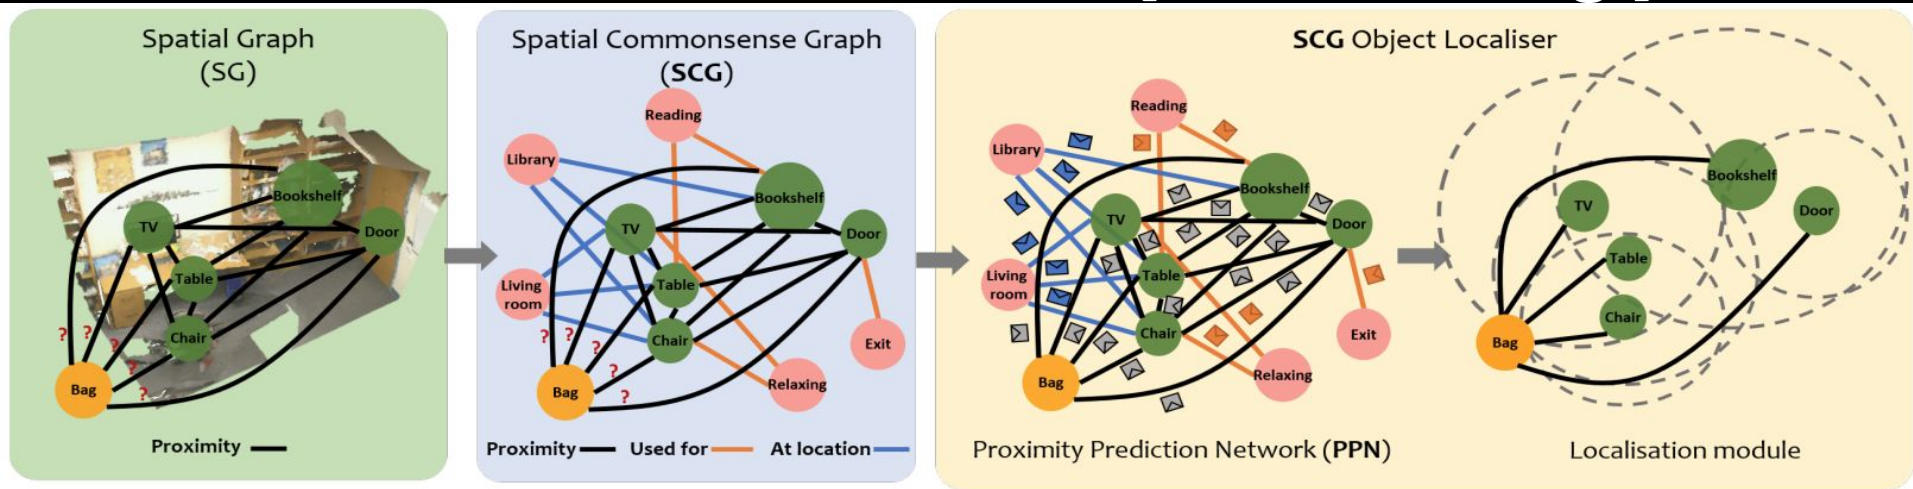 Spatial Graph
(SG)
Bookshelf
TV
Door
Table
Chair
?
?
?
?
?
Bag
Proximity
Spatial Commonsense Graph
(SCG)
Reading
Library
Bookshelf
TV
Door
Living
room
Table
Chair
Exit
?
?
?
?
?
Bag
Relaxing
Proximity
Used for
At location
SCG Object Localiser
Reading
Library
Bookshelf
TV
Door
Living
room
Table
Chair
Exit
Bag
Relaxing
Proximity Prediction Network (PPN)
Bookshelf
TV
Door
Table
Chair
Bag
Localisation module